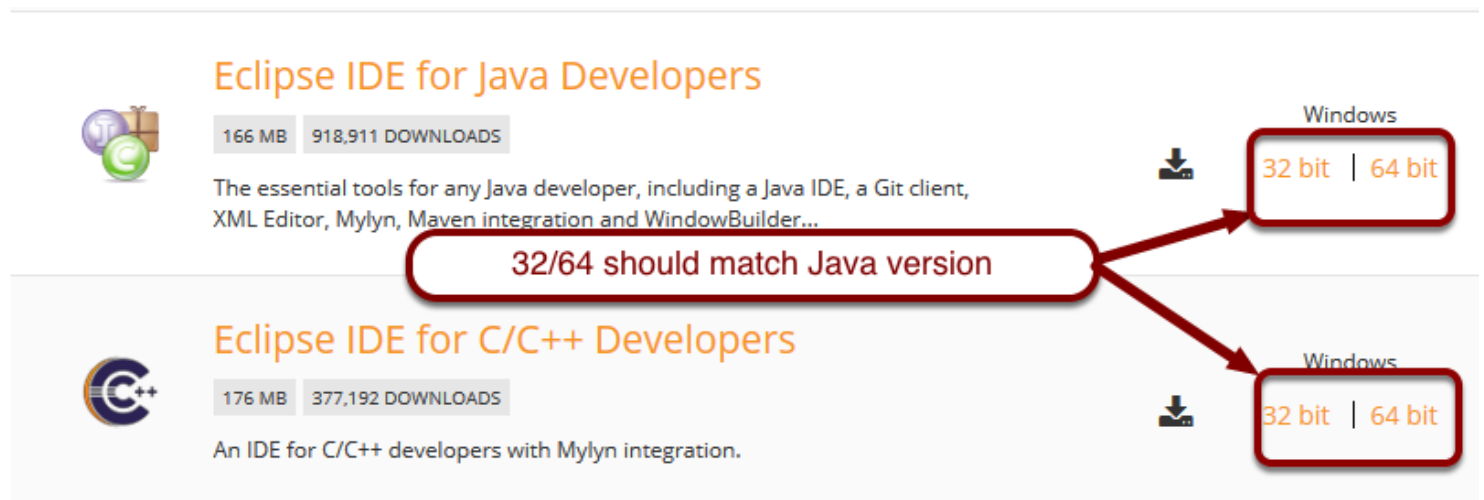 Eclipse IDE for Java Developers
166 MB 918,911 DOWNLOADS
The essential tools for any Java developer, including a Java IDE, a Git client,
XML Editor, Mylyn, Maven integration and WindowBuilder...
Windows
32 bit | 64 bit
32/64 should match Java version
Eclipse IDE for C/C++ Developers
176 MB 377,192 DOWNLOADS
An IDE for C/C++ developers with Mylyn integration.
Windows
32 bit | 64 bit
J
C
C++